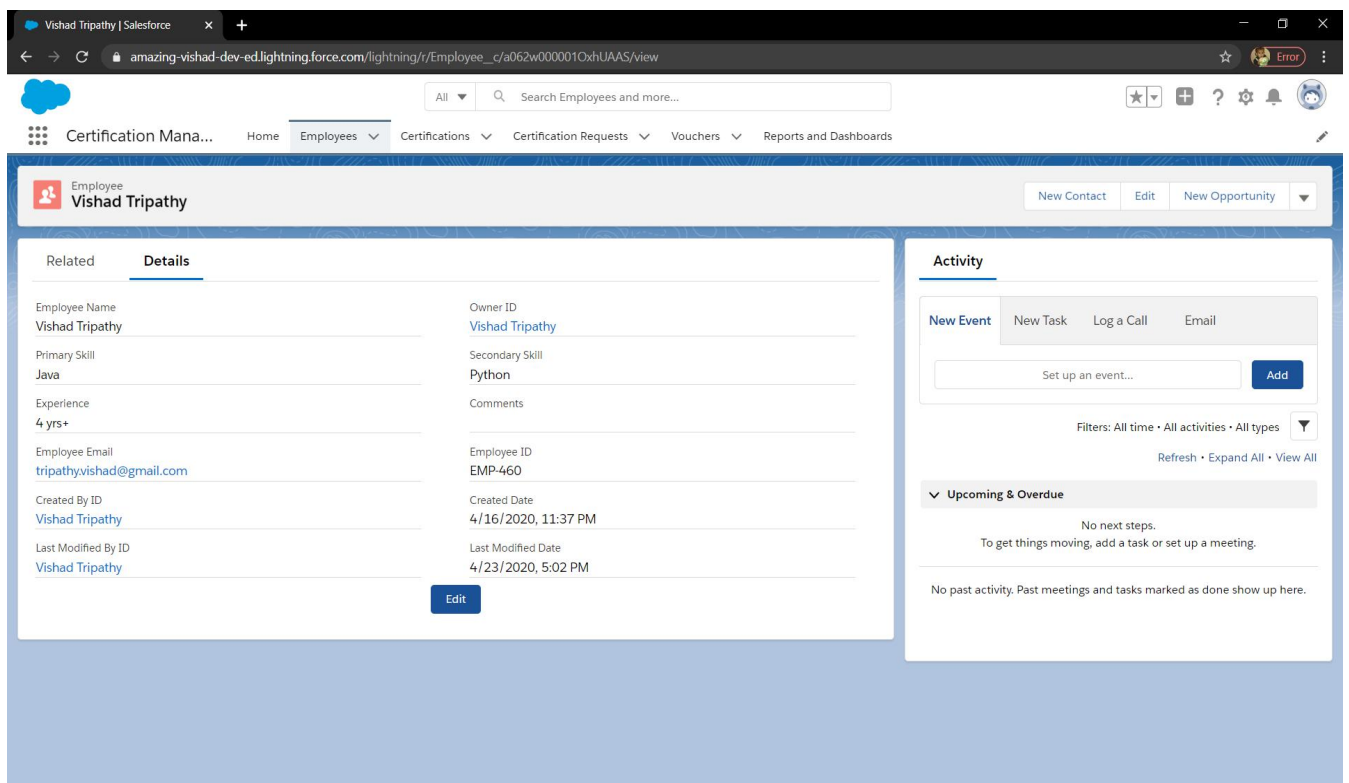 Vishad Tripathy | Salesforce
amazing-vishad-dev-ed.lightning.force.com/lightning/r/Employee__c/a062w000001OxhUAAS/view
Error
All
Search Employees and more...
Certification Mana... Home Employees Certifications Certification Requests Vouchers Reports and Dashboards
Employee
Vishad Tripathy
New Contact Edit New Opportunity
Related Details
Employee Name Owner ID
Vishad Tripathy Vishad Tripathy
Primary Skill Secondary Skill
Java Python
Experience Comments
4 yrs+
Employee Email Employee ID
tripathy.vishad@gmail.com EMP-460
Created By ID Created Date
Vishad Tripathy 4/16/2020, 11:37 PM
Last Modified By ID Last Modified Date
Vishad Tripathy 4/23/2020, 5:02 PM
Edit
Activity
New Event New Task Log a Call Email
Set up an event... Add
Filters: All time • All activities • All types
Refresh • Expand All • View All
Upcoming & Overdue
No next steps.
To get things moving, add a task or set up a meeting.
No past activity. Past meetings and tasks marked as done show up here.